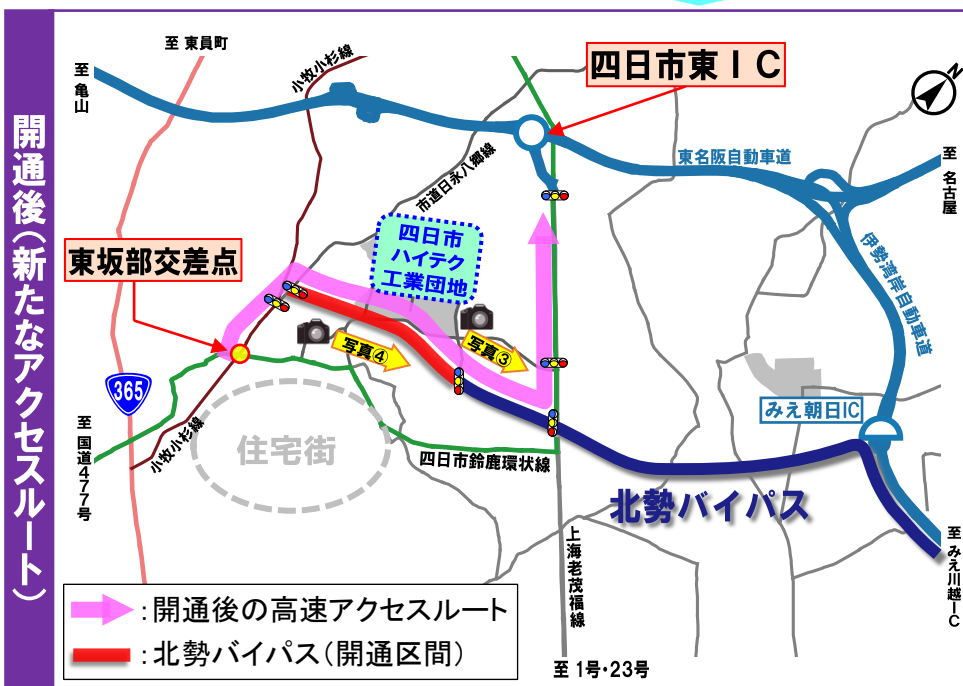 開通後(新たなアクセスルート)
至 東員町
至 亀山
小牧小杉線
四日市東IC
N
市道日永八郷線
東名阪自動車道
至 名古屋
四日市
ハイテク
工業団地
東坂部交差点
伊勢湾岸自動車道
写真④
写真③
365
みえ朝日IC
至 国道477号
小牧小杉線
住宅街
四日市鈴鹿環状線
北勢バイパス
上海老茂福線
至 みえ川越IC
:開通後の高速アクセスルート
:北勢バイパス(開通区間)
至 1号・23号